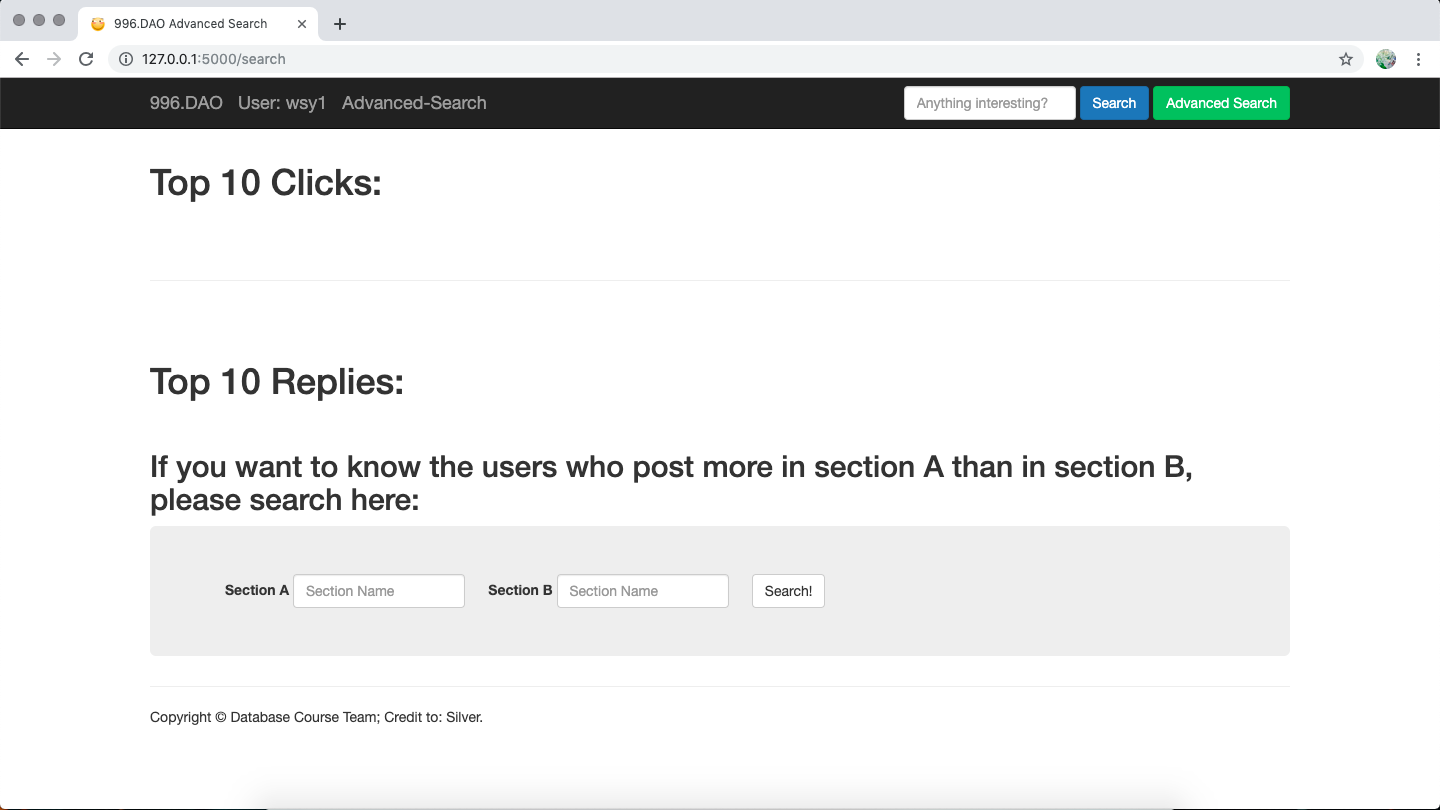 996.DAO Advanced Search
127.0.0.1:5000/search
996.DAO User: wsy1 Advanced-Search Anything interesting? Search Advanced Search
Top 10 Clicks:
Top 10 Replies:
If you want to know the users who post more in section A than in section B,
please search here:
Section A Section Name Section B Section Name Search!
Copyright © Database Course Team; Credit to: Silver.